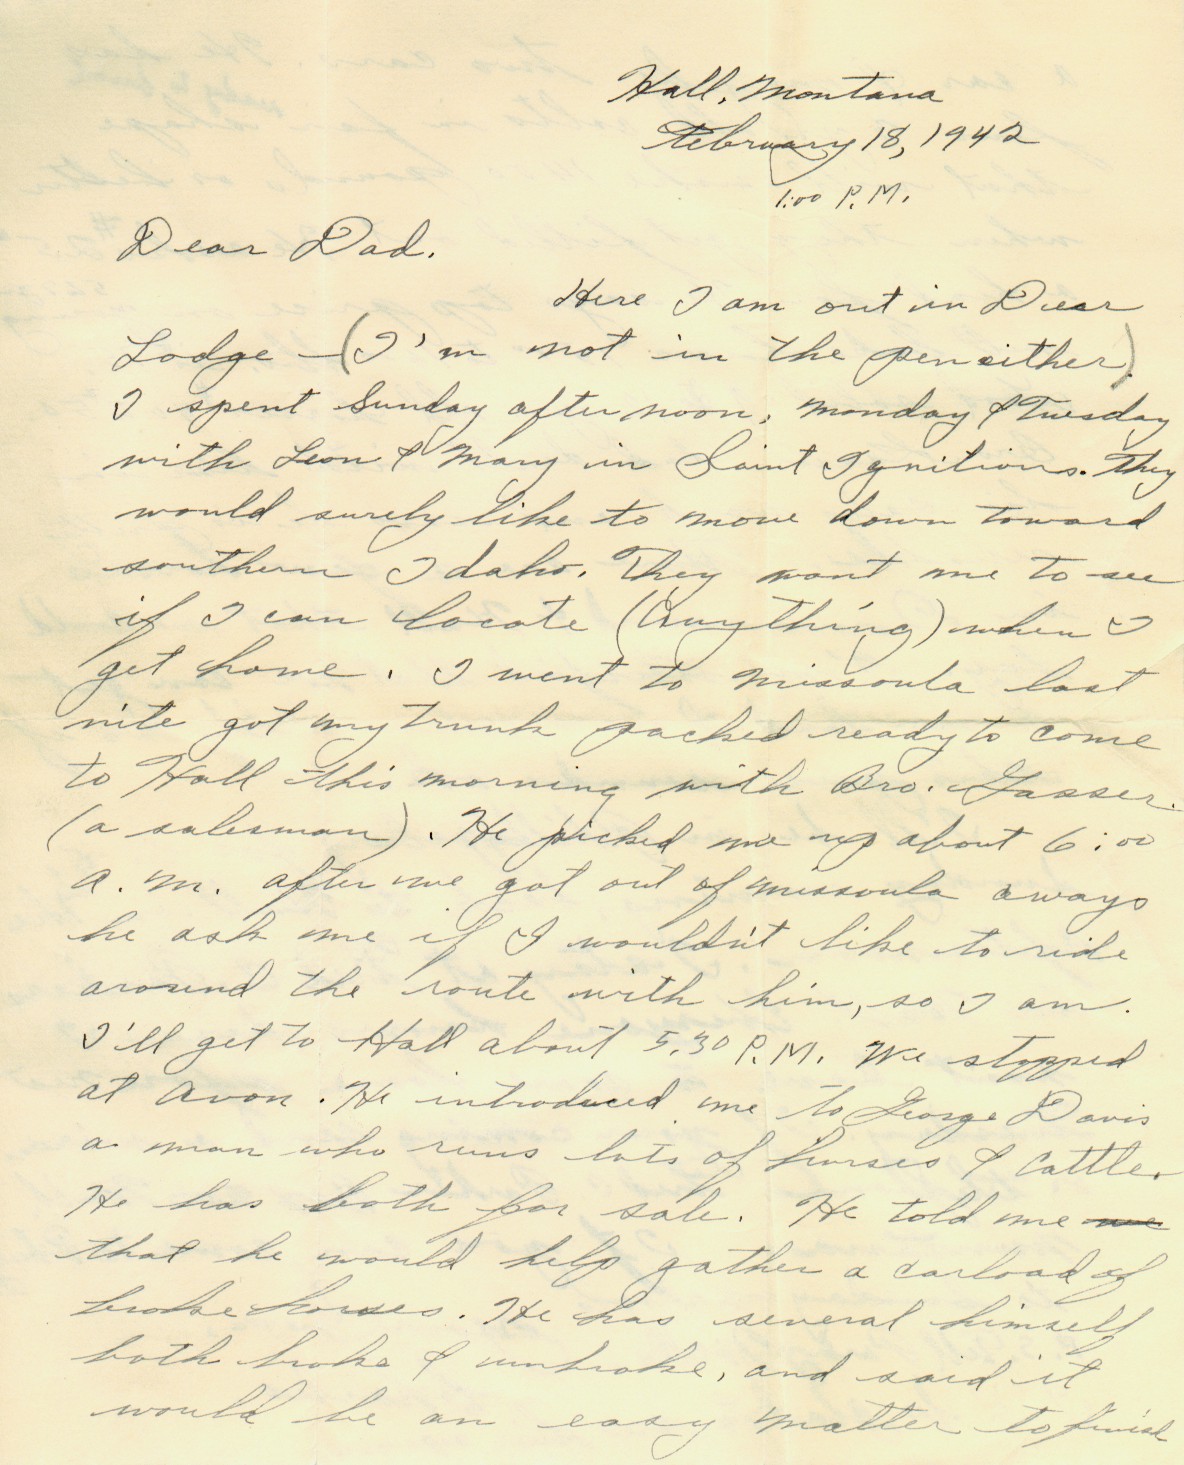 Hall, Montana
February 18, 1942
1:00 P.M.
Dear Dad.
Here I am out in Deer
Lodge - (I'm not in the pen either)
I spent Sunday after noon, Monday & Tuesday
with Leon & Mary in Saint Ignitions. They
would surely like to move down toward
southern Idaho. They want me to see
if I can locate (Anything) when I
get home. I went to Missoula last
nite got my trunk packed ready to come
to Hall this morning with Bro. Gasser.
(a salesman). He picked me up about 6:00
a.m. after we got out of Missoula aways
he ask me if I wouldn't like to ride
around the route with him, so I am.
I'll get to Hall about 5:30 P.M. We stopped
at Avon. He introduced me to George Davis
a man who runs lots of horses & cattle.
He has both for sale. He told me
that he would help gather a carload of
broke horses. He has several himself
both broke & unbroke, and said it
would be an easy matter to finish